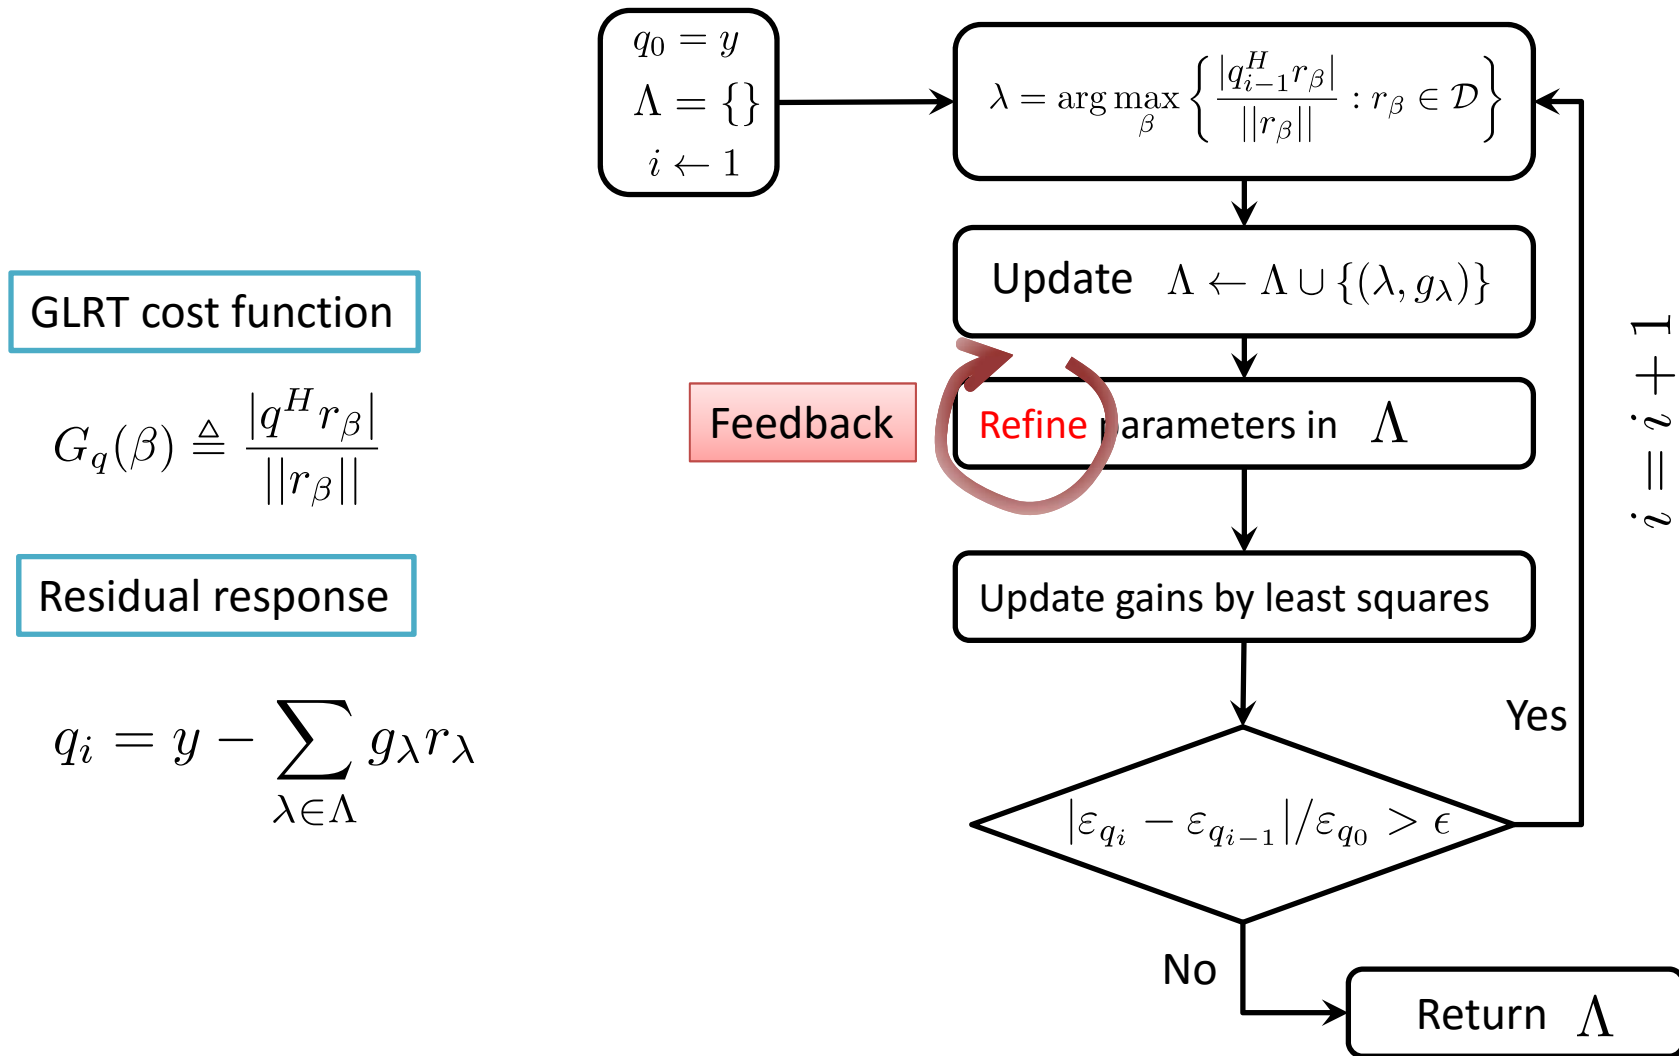 q_0 = y
Λ = {}
i ← 1
λ = arg max_β { |q_{i−1}^H r_β| / ||r_β|| : r_β ∈ 𝒟 }
Update Λ ← Λ ∪ {(λ, g_λ)}
Feedback
Refine parameters in Λ
Update gains by least squares
|ε_{q_i} − ε_{q_{i−1}}|/ε_{q_0} > ϵ
Yes
i = i + 1
No
Return Λ
GLRT cost function
G_q(β) ≜ |q^H r_β| / ||r_β||
Residual response
q_i = y − ∑_{λ∈Λ} g_λ r_λ